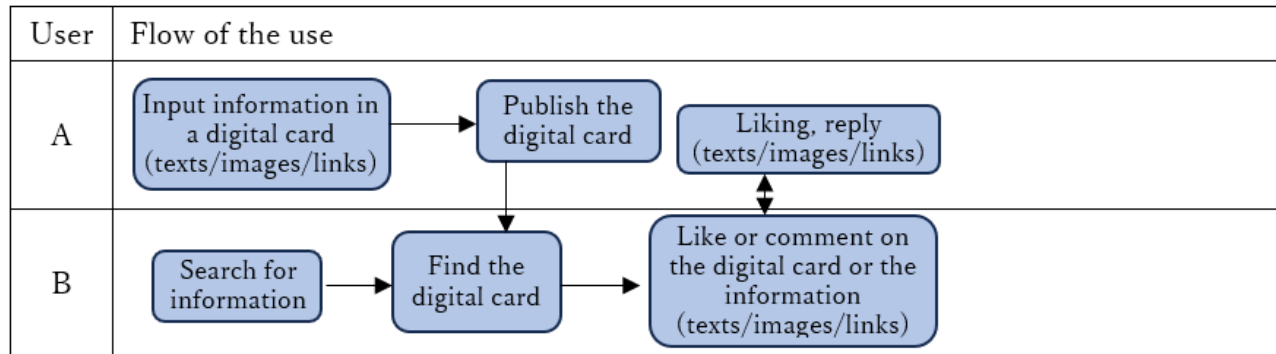 User
Flow of the use
A
Input information in
a digital card
(texts/images/links)
Publish the
digital card
Liking, reply
(texts/images/links)
B
Search for
information
Find the
digital card
Like or comment on
the digital card or the
information
(texts/images/links)